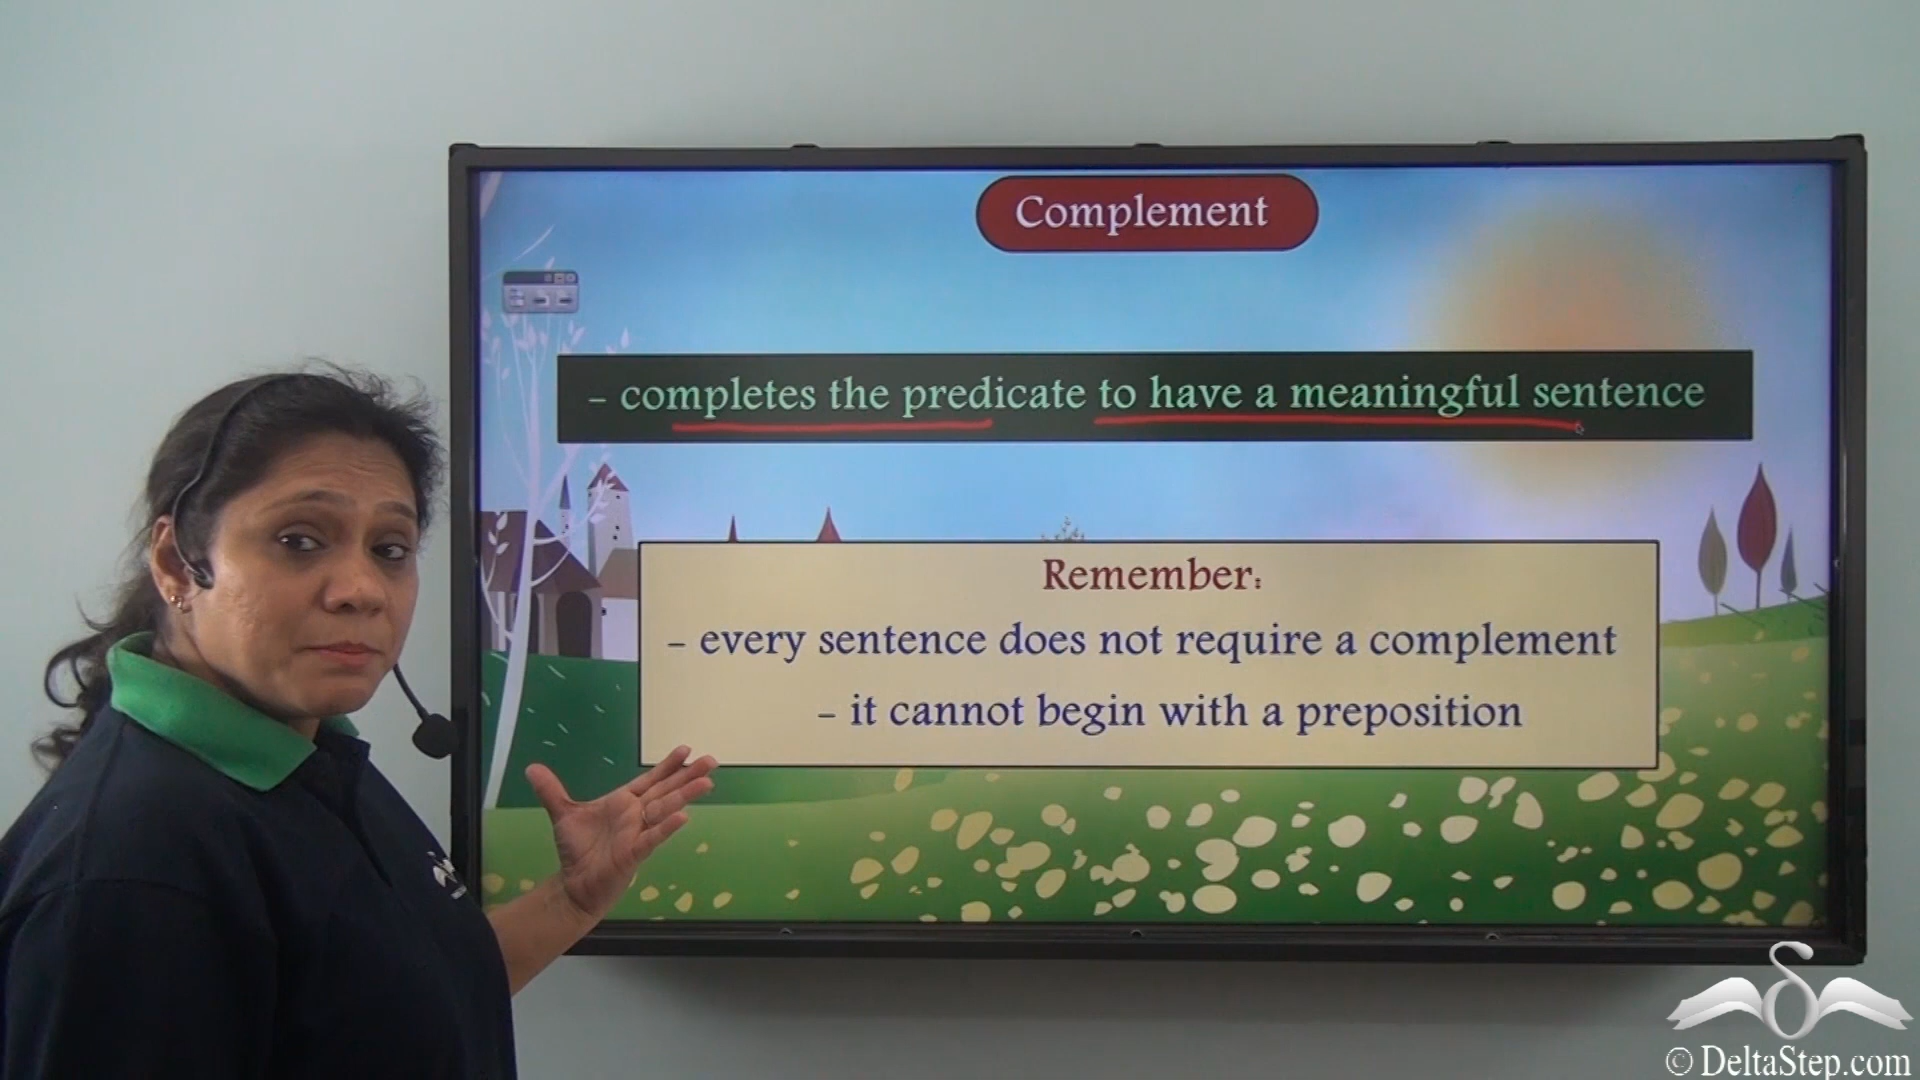 Complement
- completes the predicate to have a meaningful sentence
Remember:
- every sentence does not require a complement
- it cannot begin with a preposition
© DeltaStep.com